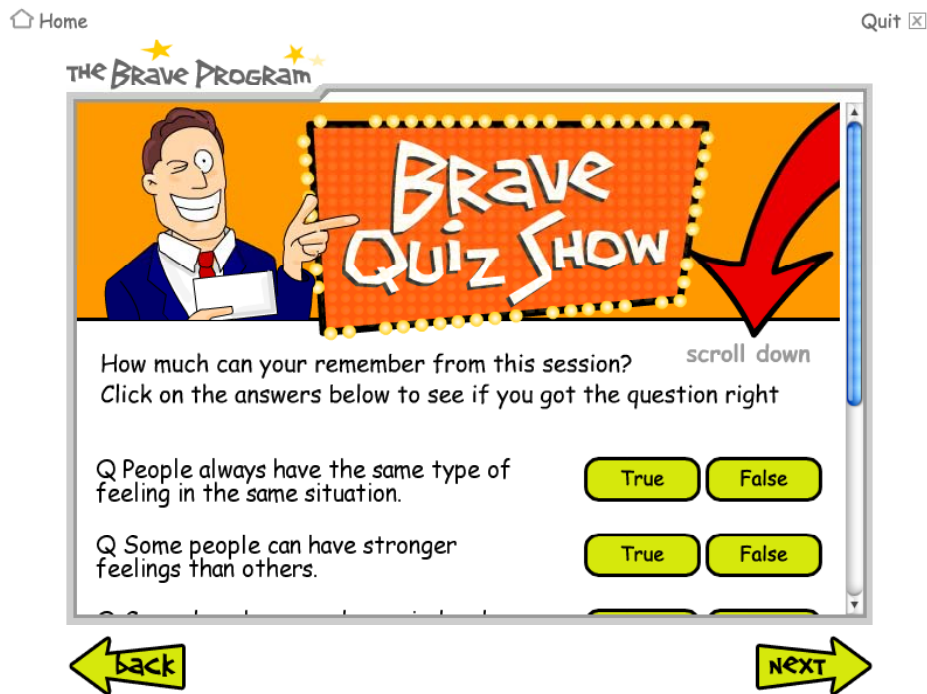 Home
Quit
THE BRAVE PROGRAM
BRAVE
QUIZ SHOW
scroll down
How much can your remember from this session?
Click on the answers below to see if you got the question right
Q People always have the same type of
feeling in the same situation.
True
False
Q Some people can have stronger
feelings than others.
True
False
BACK
NEXT